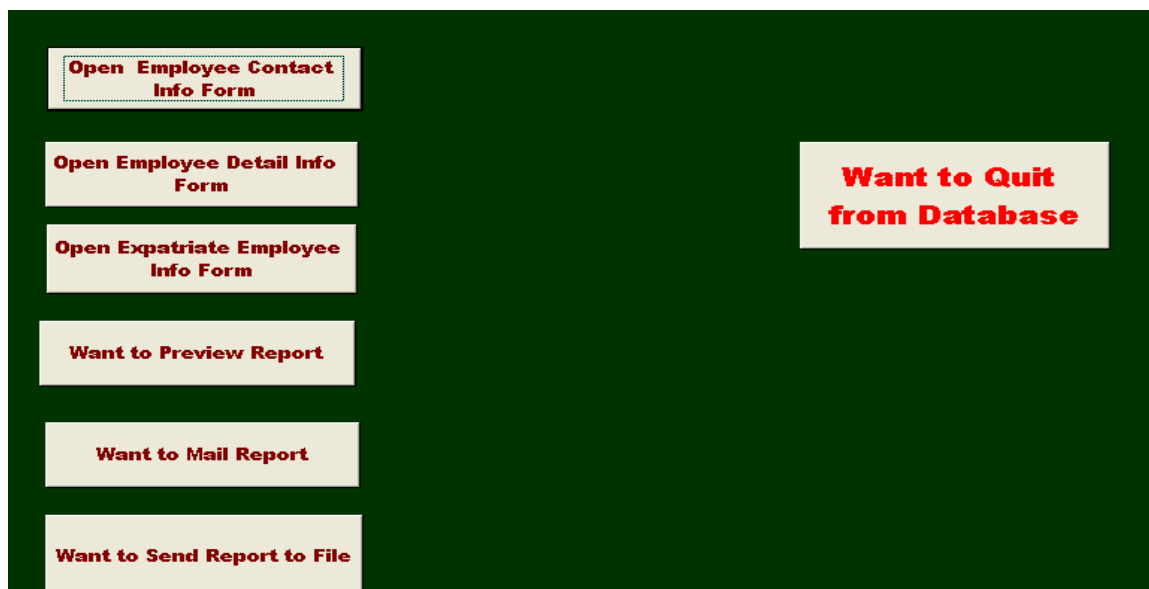 Open Employee Contact
Info Form
Open Employee Detail Info
Form
Open Expatriate Employee
Info Form
Want to Preview Report
Want to Mail Report
Want to Send Report to File
Want to Quit
from Database